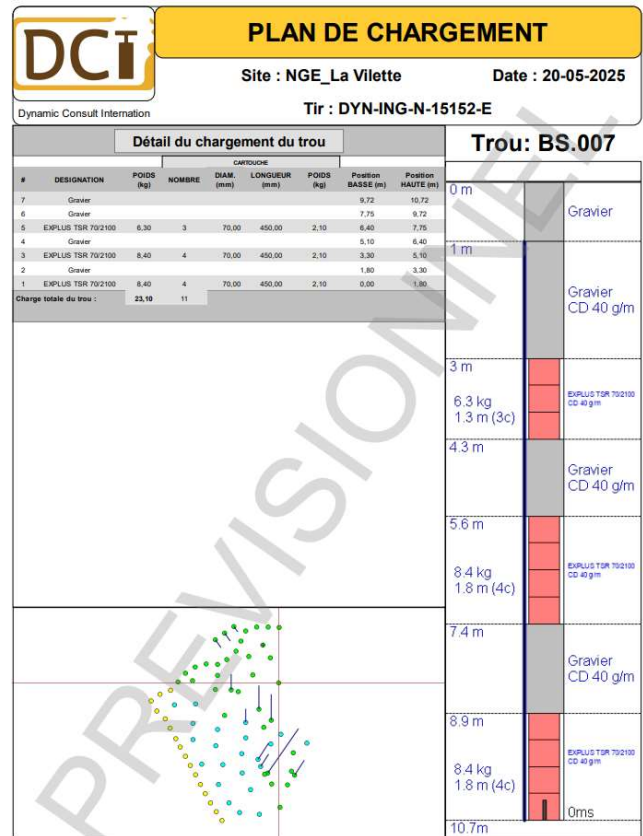 DCI
Dynamic Consult Internation
PLAN DE CHARGEMENT
Site : NGE_La Vilette
Date : 20-05-2025
Tir : DYN-ING-N-15152-E
Détail du chargement du trou
CARTOUCHE
# DESIGNATION POIDS (kg) NOMBRE DIAM. (mm) LONGUEUR (mm) POIDS (kg) Position BASSE (m) Position HAUTE (m)
7 Gravier 9,72 10,72
6 Gravier 7,75 9,72
5 EXPLUS TSR 70/2100 6,30 3 70,00 450,00 2,10 6,40 7,75
4 Gravier 5,10 6,40
3 EXPLUS TSR 70/2100 8,40 4 70,00 450,00 2,10 3,30 5,10
2 Gravier 1,80 3,30
1 EXPLUS TSR 70/2100 8,40 4 70,00 450,00 2,10 0,00 1,80
Charge totale du trou : 23,10 11
Trou: BS.007
0 m
Gravier
1 m
Gravier
CD 40 g/m
3 m
6.3 kg
1.3 m (3c)
EXPLUS TSR 70/2100
CD 40 g/m
4.3 m
Gravier
CD 40 g/m
5.6 m
8.4 kg
1.8 m (4c)
EXPLUS TSR 70/2100
CD 40 g/m
7.4 m
Gravier
CD 40 g/m
8.9 m
8.4 kg
1.8 m (4c)
EXPLUS TSR 70/2100
CD 40 g/m
0ms
10.7m
PREVISIONNEL